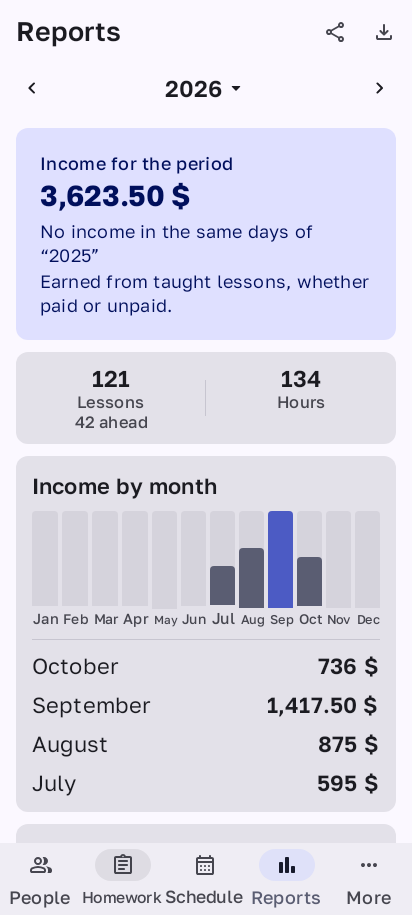 Reports
2026
Income for the period
3,623.50 $
No income in the same days of
“2025”
Earned from taught lessons, whether
paid or unpaid.
121
Lessons
42 ahead
134
Hours
Income by month
Jan Feb Mar Apr May Jun Jul Aug Sep Oct Nov Dec
October 736 $
September 1,417.50 $
August 875 $
July 595 $
People Homework Schedule Reports More